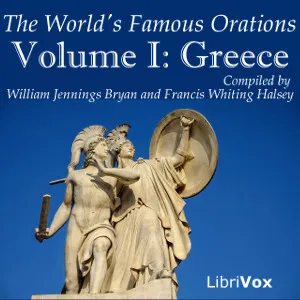 The World's Famous Orations
Volume I: Greece
Compiled by
William Jennings Bryan and Francis Whiting Halsey
LibriVox